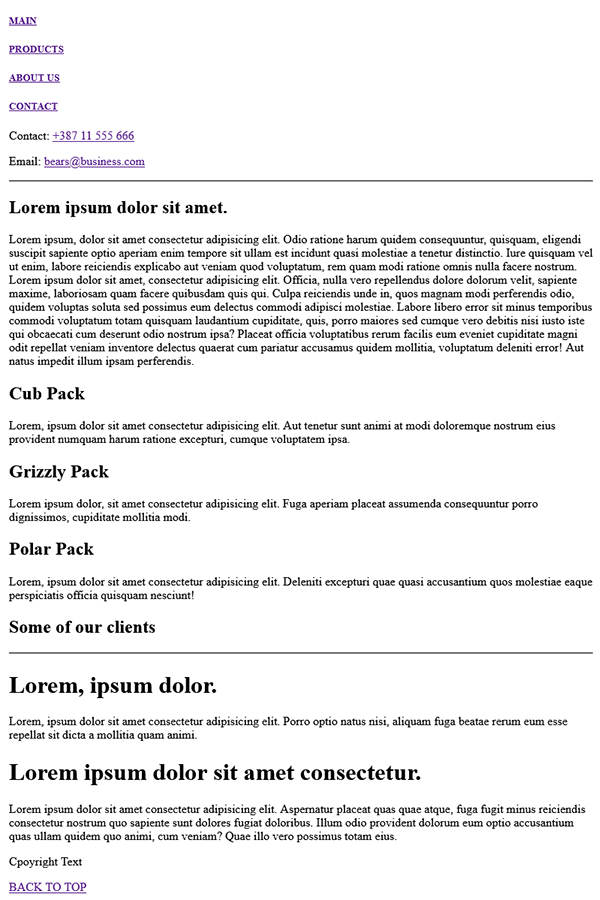 MAIN
PRODUCTS
ABOUT US
CONTACT
Contact: +387 11 555 666
Email: bears@business.com
Lorem ipsum dolor sit amet.
Lorem ipsum, dolor sit amet consectetur adipisicing elit. Odio ratione harum quidem consequuntur, quisquam, eligendi
suscipit sapiente optio aperiam enim tempore sit ullam est incidunt quasi molestiae a tenetur distinctio. Iure quisquam vel
ut enim, labore reiciendis explicabo aut veniam quod voluptatum, rem quam modi ratione omnis nulla facere nostrum.
Lorem ipsum dolor sit amet, consectetur adipisicing elit. Officia, nulla vero repellendus dolore dolorum velit, sapiente
maxime, laboriosam quam facere quibusdam quis qui. Culpa reiciendis unde in, quos magnam modi perferendis odio,
quidem voluptas soluta sed possimus eum delectus commodi adipisci molestiae. Labore libero error sit minus temporibus
commodi voluptatum totam quisquam laudantium cupiditate, quis, porro maiores sed cumque vero debitis nisi iusto iste
qui obcaecati cum deserunt odio nostrum ipsa? Placeat officia voluptatibus rerum facilis eum eveniet cupiditate magni
odit repellat veniam inventore delectus quaerat cum pariatur accusamus quidem mollitia, voluptatum deleniti error! Aut
natus impedit illum ipsam perferendis.
Cub Pack
Lorem, ipsum dolor sit amet consectetur adipisicing elit. Aut tenetur sunt animi at modi doloremque nostrum eius
provident numquam harum ratione excepturi, cumque voluptatem ipsa.
Grizzly Pack
Lorem ipsum dolor, sit amet consectetur adipisicing elit. Fuga aperiam placeat assumenda consequuntur porro
dignissimos, cupiditate mollitia modi.
Polar Pack
Lorem, ipsum dolor sit amet consectetur adipisicing elit. Deleniti excepturi quae quasi accusantium quos molestiae eaque
perspiciatis officia quisquam nesciunt!
Some of our clients
Lorem, ipsum dolor.
Lorem, ipsum dolor sit amet consectetur adipisicing elit. Porro optio natus nisi, aliquam fuga beatae rerum eum esse
repellat sit dicta a mollitia quam animi.
Lorem ipsum dolor sit amet consectetur.
Lorem ipsum dolor sit amet consectetur adipisicing elit. Aspernatur placeat quas quae atque, fuga fugit minus reiciendis
consectetur nostrum quo sapiente sunt dolores fugiat doloribus. Illum odio provident dolorum eum optio accusantium
quas ullam quidem quo animi, cum veniam? Quae illo vero possimus totam eius.
Cpoyright Text
BACK TO TOP